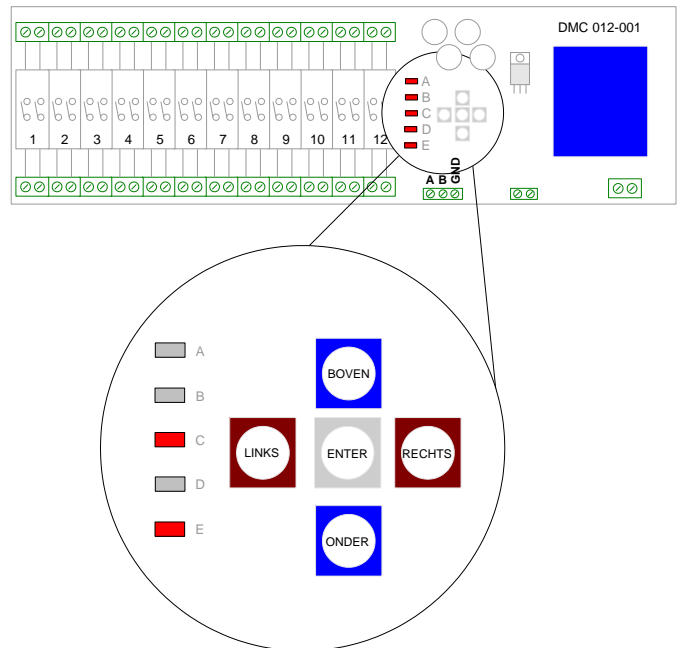 DMC 012-001
A
B
C
D
E
1 2 3 4 5 6 7 8 9 10 11 12
A B GND
A
B
C
D
E
BOVEN
LINKS ENTER RECHTS
ONDER